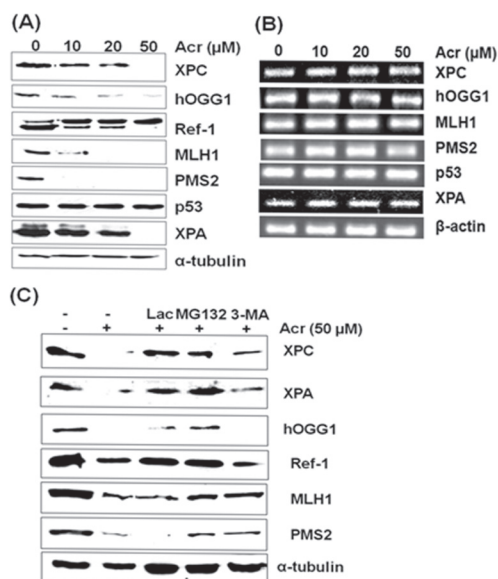 (A)
0 10 20 50 Acr (µM)
XPC
hOGG1
Ref-1
MLH1
PMS2
p53
XPA
α-tubulin
(B)
0 10 20 50 Acr (µM)
XPC
hOGG1
MLH1
PMS2
p53
XPA
β-actin
(C)
- - Lac MG132 3-MA
- + + + + Acr (50 µM)
XPC
XPA
hOGG1
Ref-1
MLH1
PMS2
α-tubulin